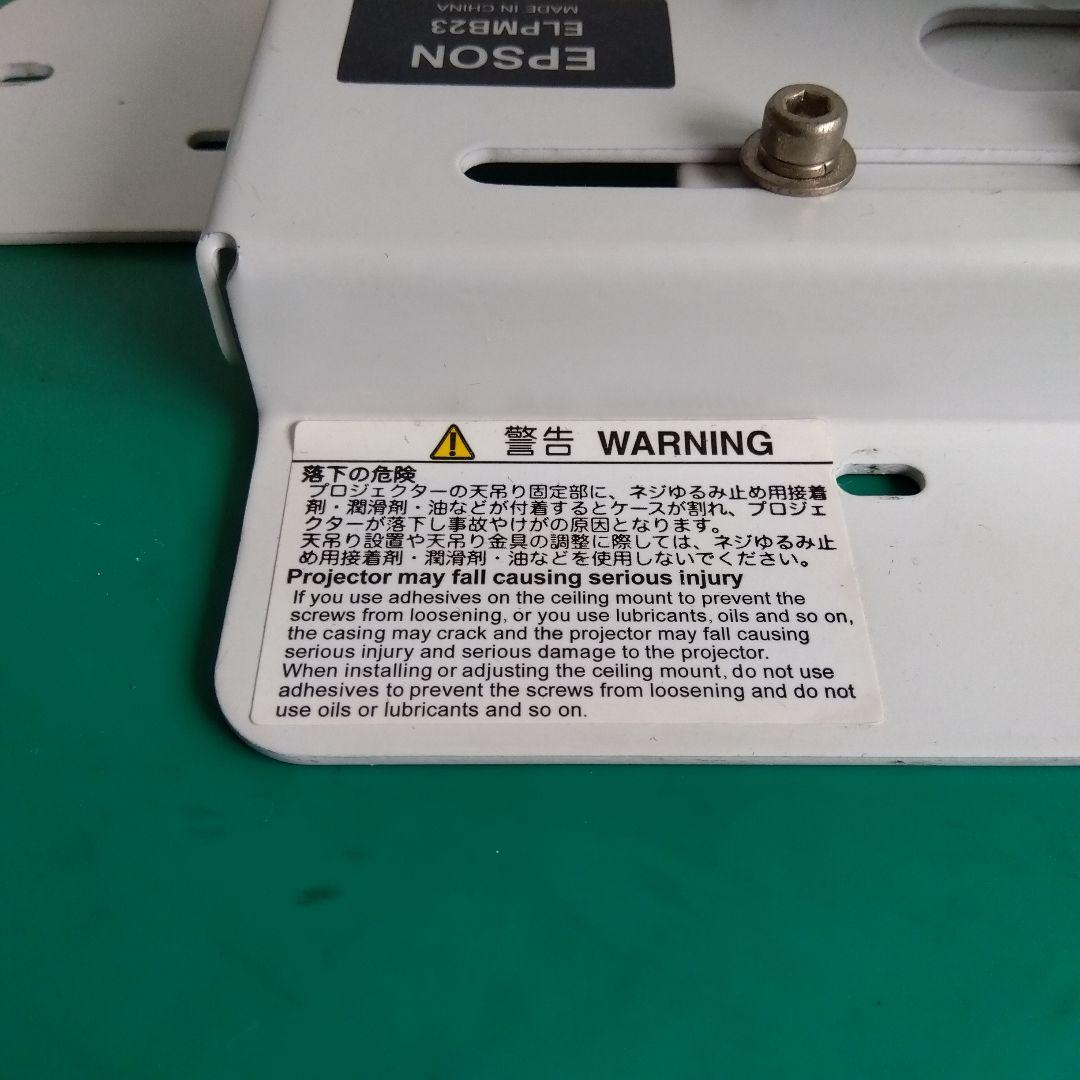 EPSON
ELPMB23
MADE IN CHINA
警告 WARNING
落下の危険
プロジェクターの天吊り固定部に、ネジゆるみ止め用接着
剤・潤滑剤・油などが付着するとケースが割れ、プロジェ
クターが落下し事故やけがの原因となります。
天吊り設置や天吊り金具の調整に際しては、ネジゆるみ止
め用接着剤・潤滑剤・油などを使用しないでください。
Projector may fall causing serious injury
If you use adhesives on the ceiling mount to prevent the
screws from loosening, or you use lubricants, oils and so on,
the casing may crack and the projector may fall causing
serious injury and serious damage to the projector.
When installing or adjusting the ceiling mount, do not use
adhesives to prevent the screws from loosening and do not
use oils or lubricants and so on.